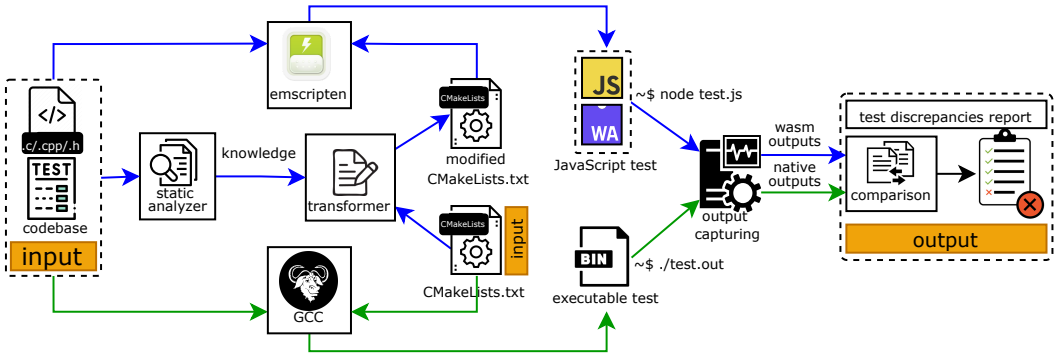 .c/.cpp/.h
TEST
codebase
input
emscripten
static
analyzer
knowledge
transformer
CMakeLists
modified
CMakeLists.txt
CMakeLists
input
CMakeLists.txt
GCC
JS
WA
JavaScript test
~$ node test.js
BIN
executable test
~$ ./test.out
output
capturing
wasm
outputs
native
outputs
test discrepancies report
comparison
output